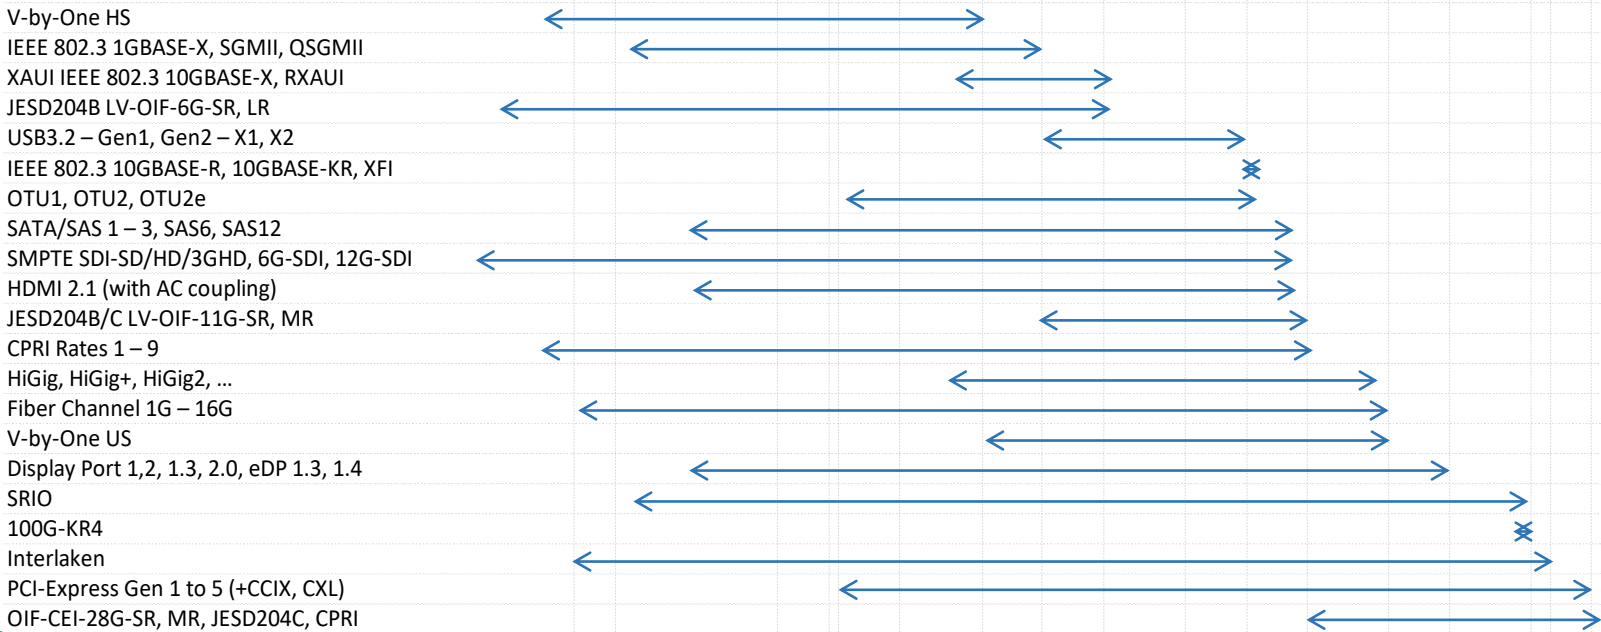 V-by-One HS
IEEE 802.3 1GBASE-X, SGMII, QSGMII
XAUI IEEE 802.3 10GBASE-X, RXAUI
JESD204B LV-OIF-6G-SR, LR
USB3.2 – Gen1, Gen2 – X1, X2
IEEE 802.3 10GBASE-R, 10GBASE-KR, XFI
OTU1, OTU2, OTU2e
SATA/SAS 1 – 3, SAS6, SAS12
SMPTE SDI-SD/HD/3GHD, 6G-SDI, 12G-SDI
HDMI 2.1 (with AC coupling)
JESD204B/C LV-OIF-11G-SR, MR
CPRI Rates 1 – 9
HiGig, HiGig+, HiGig2, ...
Fiber Channel 1G – 16G
V-by-One US
Display Port 1,2, 1.3, 2.0, eDP 1.3, 1.4
SRIO
100G-KR4
Interlaken
PCI-Express Gen 1 to 5 (+CCIX, CXL)
OIF-CEI-28G-SR, MR, JESD204C, CPRI